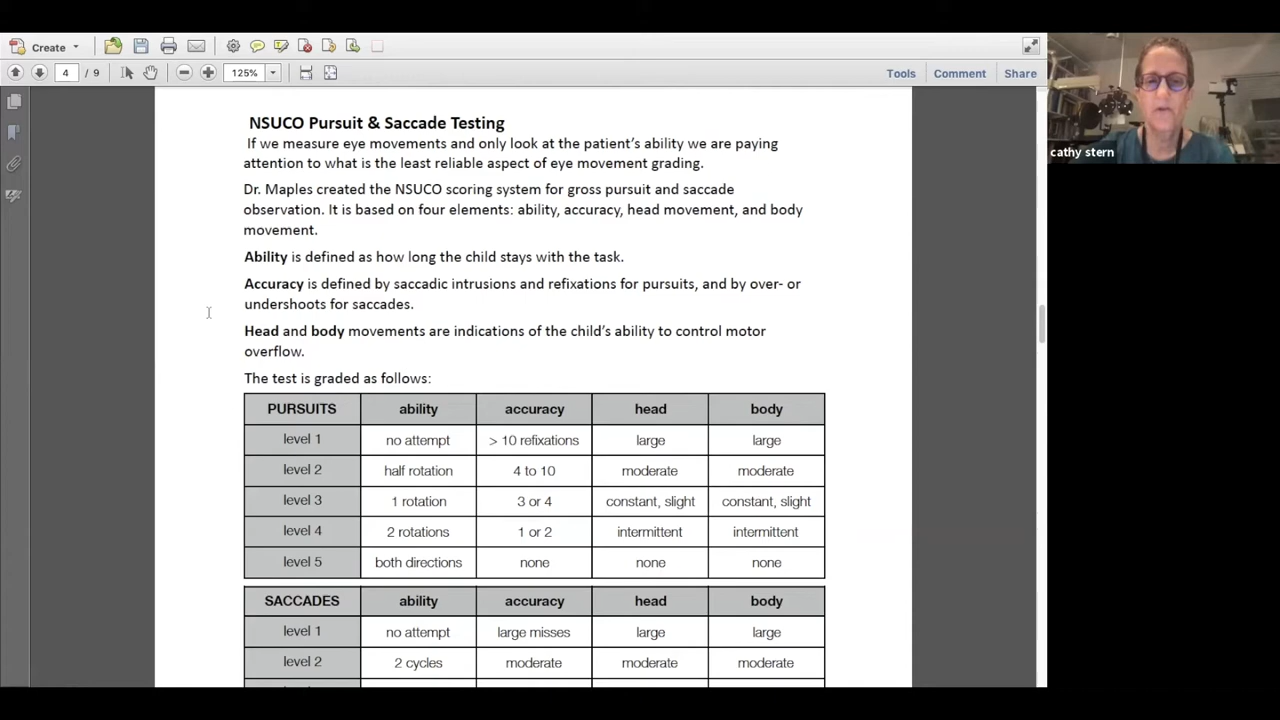 Create
4 / 9
125%
Tools
Comment
Share
cathy stern
NSUCO Pursuit & Saccade Testing
If we measure eye movements and only look at the patient's ability we are paying
attention to what is the least reliable aspect of eye movement grading.
Dr. Maples created the NSUCO scoring system for gross pursuit and saccade
observation. It is based on four elements: ability, accuracy, head movement, and body
movement.
Ability is defined as how long the child stays with the task.
Accuracy is defined by saccadic intrusions and refixations for pursuits, and by over- or
undershoots for saccades.
Head and body movements are indications of the child's ability to control motor
overflow.
The test is graded as follows:
PURSUITS ability accuracy head body
level 1 no attempt > 10 refixations large large
level 2 half rotation 4 to 10 moderate moderate
level 3 1 rotation 3 or 4 constant, slight constant, slight
level 4 2 rotations 1 or 2 intermittent intermittent
level 5 both directions none none none
SACCADES ability accuracy head body
level 1 no attempt large misses large large
level 2 2 cycles moderate moderate moderate